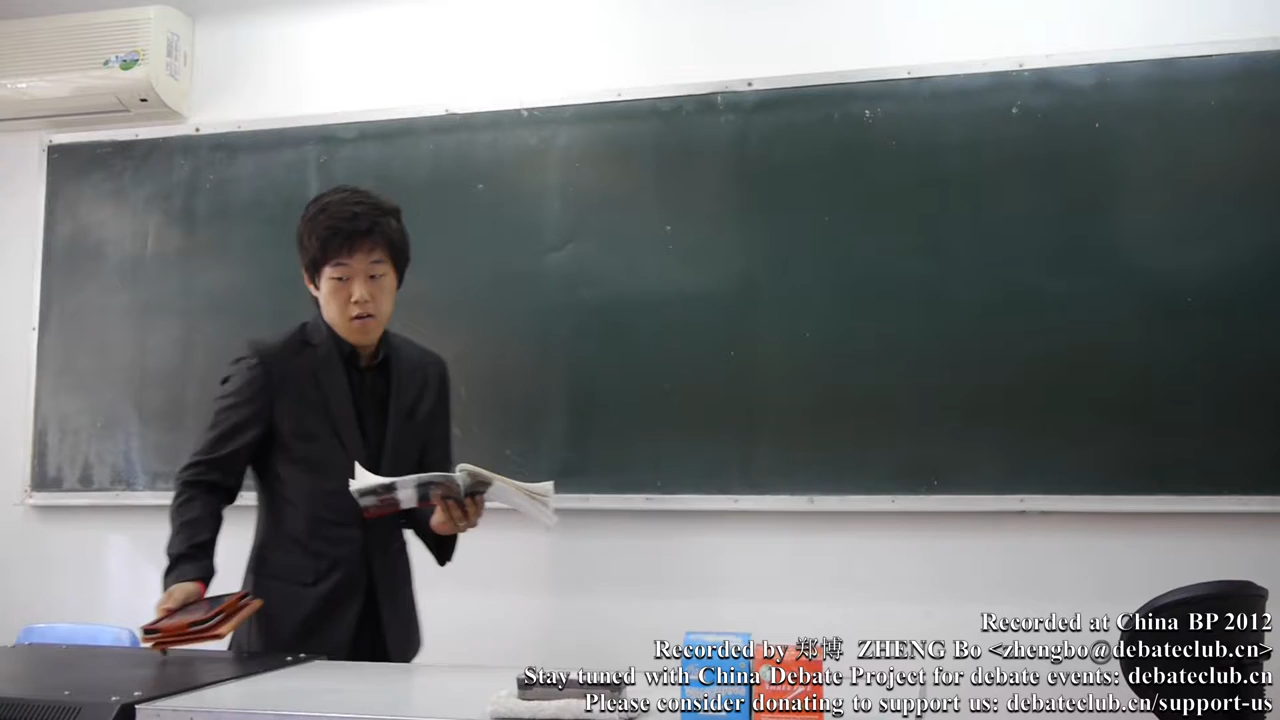 Recorded at China BP 2012
Recorded by 郑博 ZHENG Bo <zhengbo@debateclub.cn>
Stay tuned with China Debate Project for debate events: debateclub.cn
Please consider donating to support us: debateclub.cn/support-us